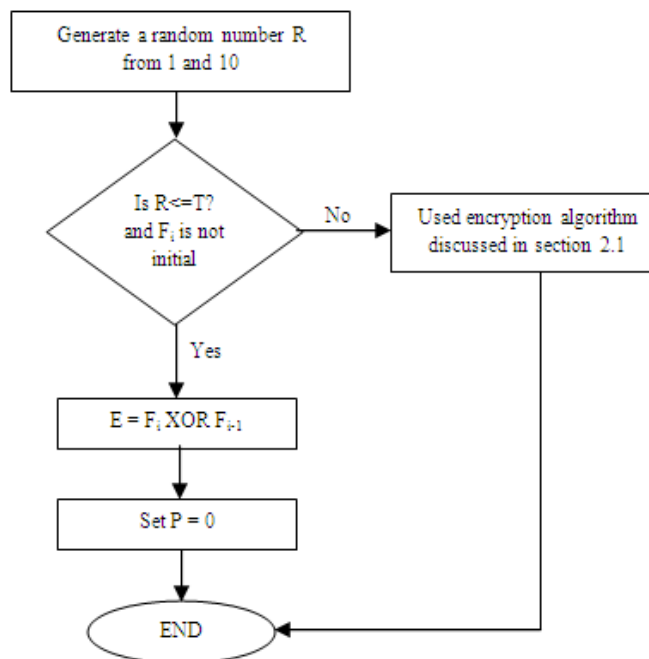 Generate a random number R
from 1 and 10
Is R<=T?
and Fᵢ is not
initial
No
Used encryption algorithm
discussed in section 2.1
Yes
E = Fᵢ XOR Fᵢ₋₁
Set P = 0
END